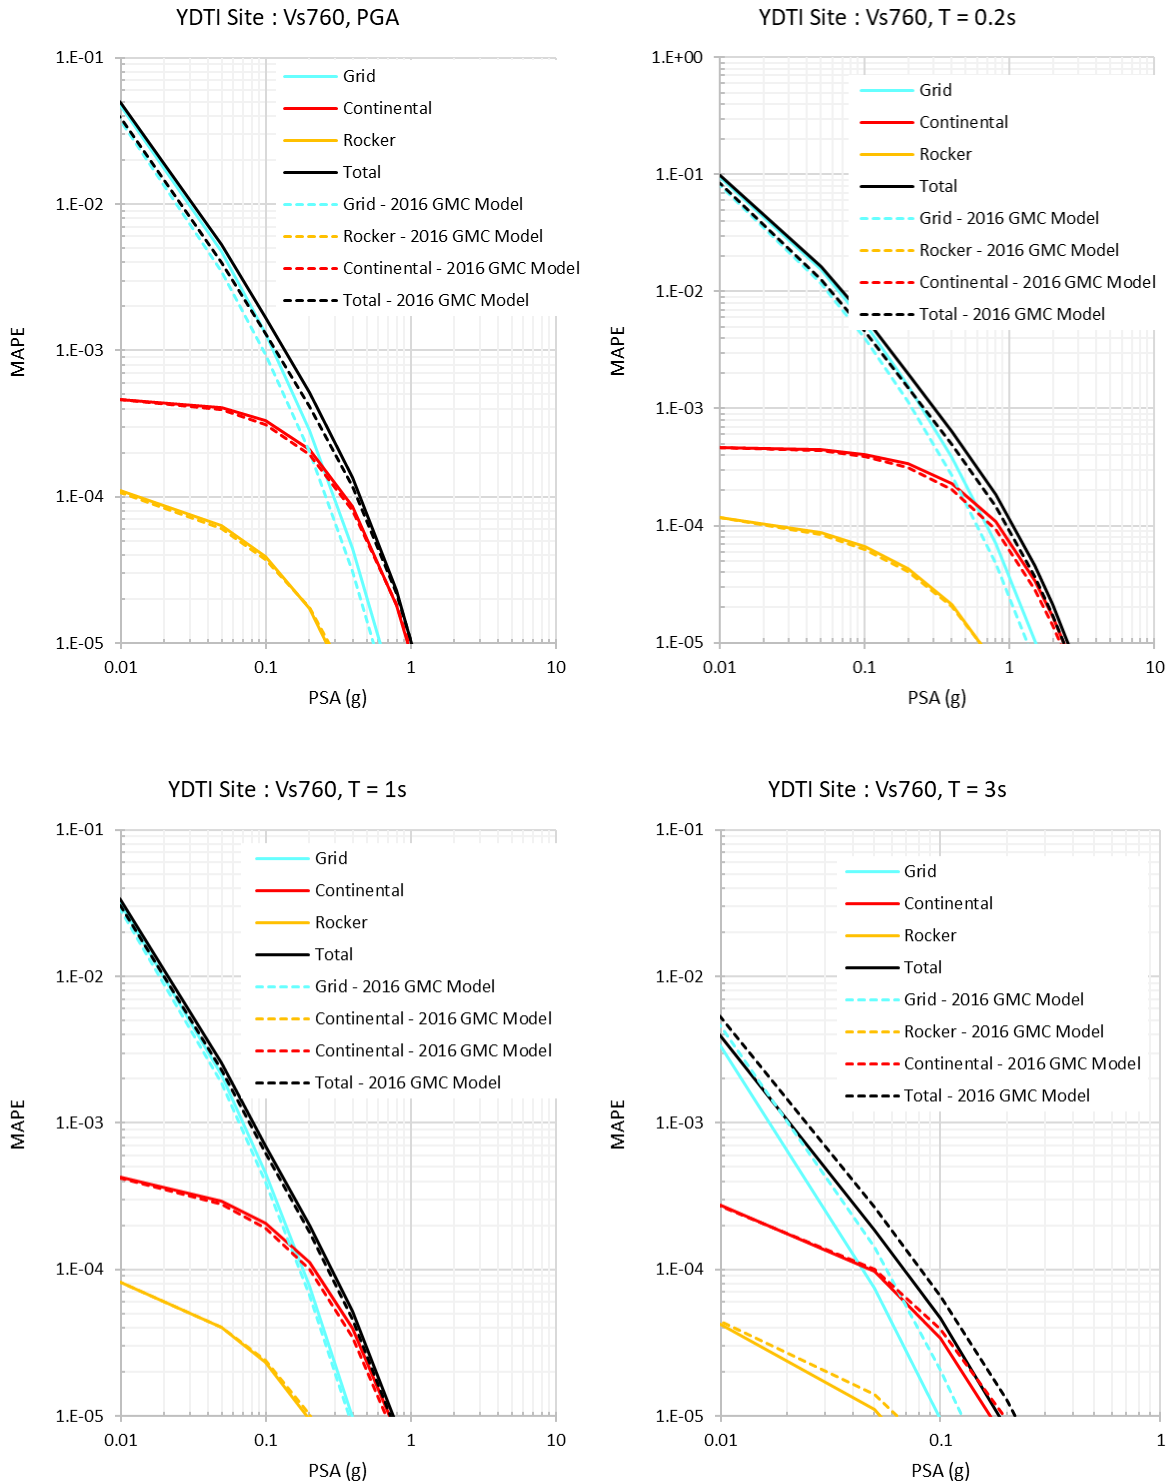 YDTI Site : Vs760, PGA
1.E-01
1.E-02
1.E-03
1.E-04
1.E-05
MAPE
Grid
Continental
Rocker
Total
Grid - 2016 GMC Model
Rocker - 2016 GMC Model
Continental - 2016 GMC Model
Total - 2016 GMC Model
0.01
0.1
1
10
PSA (g)
YDTI Site : Vs760, T = 0.2s
1.E+00
1.E-01
1.E-02
1.E-03
1.E-04
1.E-05
MAPE
Grid
Continental
Rocker
Total
Grid - 2016 GMC Model
Rocker - 2016 GMC Model
Continental - 2016 GMC Model
Total - 2016 GMC Model
0.01
0.1
1
10
PSA (g)
YDTI Site : Vs760, T = 1s
1.E-01
1.E-02
1.E-03
1.E-04
1.E-05
MAPE
Grid
Continental
Rocker
Total
Grid - 2016 GMC Model
Continental - 2016 GMC Model
Continental - 2016 GMC Model
Total - 2016 GMC Model
0.01
0.1
1
10
PSA (g)
YDTI Site : Vs760, T = 3s
1.E-01
1.E-02
1.E-03
1.E-04
1.E-05
MAPE
Grid
Continental
Rocker
Total
Grid - 2016 GMC Model
Rocker - 2016 GMC Model
Continental - 2016 GMC Model
Total - 2016 GMC Model
0.01
0.1
1
PSA (g)